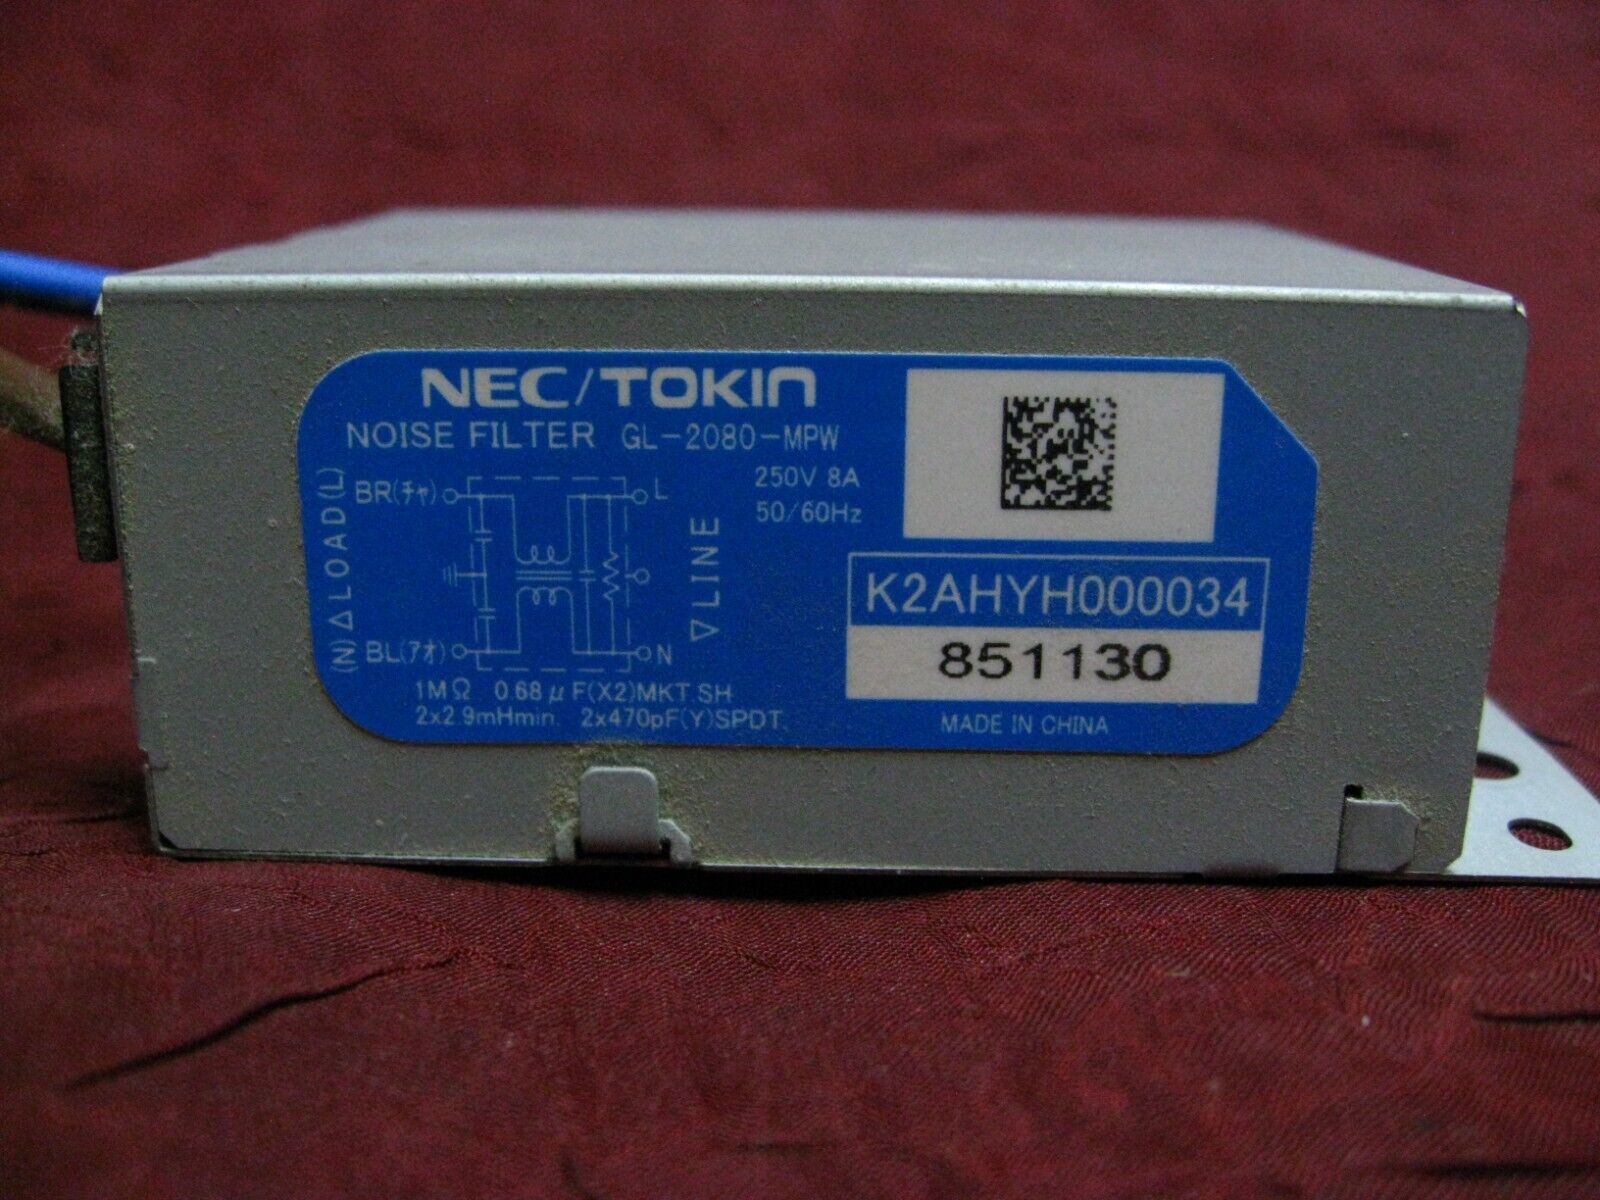 NEC/TOKIN
NOISE FILTER GL-2080-MPW
250V 8A
50/60Hz
BR(チャ)
L
(N)△LOAD(L)
▽LINE
BL(アオ)
N
1MΩ 0.68μF(X2)MKT.SH
2x2.9mHmin. 2x470pF(Y)SPDT.
K2AHYH000034
851130
MADE IN CHINA